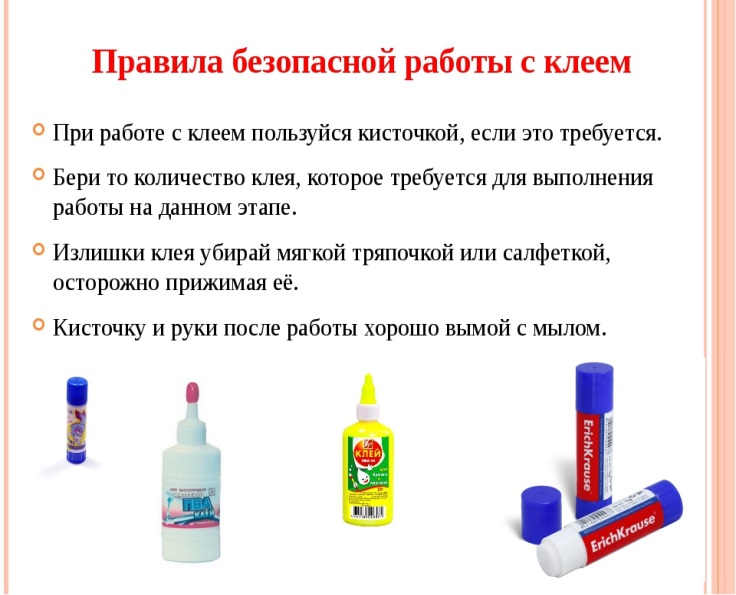 Правила безопасной работы с клеем
При работе с клеем пользуйся кисточкой, если это требуется.
Бери то количество клея, которое требуется для выполнения
работы на данном этапе.
Излишки клея убирай мягкой тряпочкой или салфеткой,
осторожно прижимая её.
Кисточку и руки после работы хорошо вымой с мылом.
ПВА
КЛЕЙ
КЛЕЙ
ErichKrause
ErichKrause